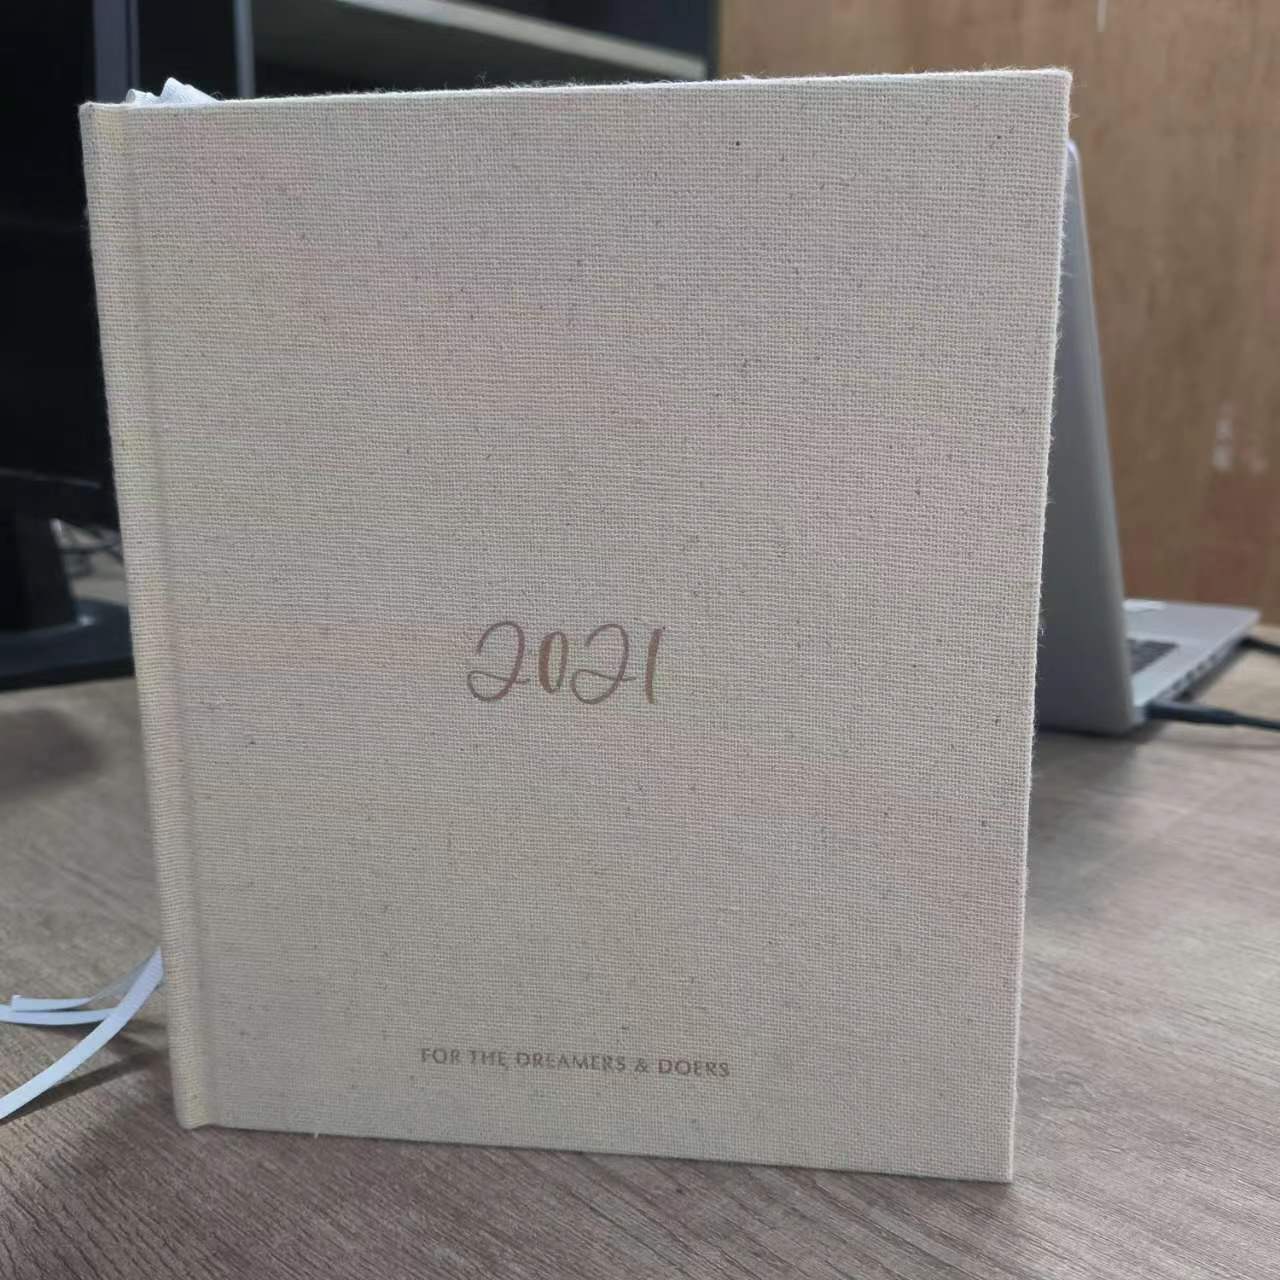 2021
FOR THE DREAMERS & DOERS